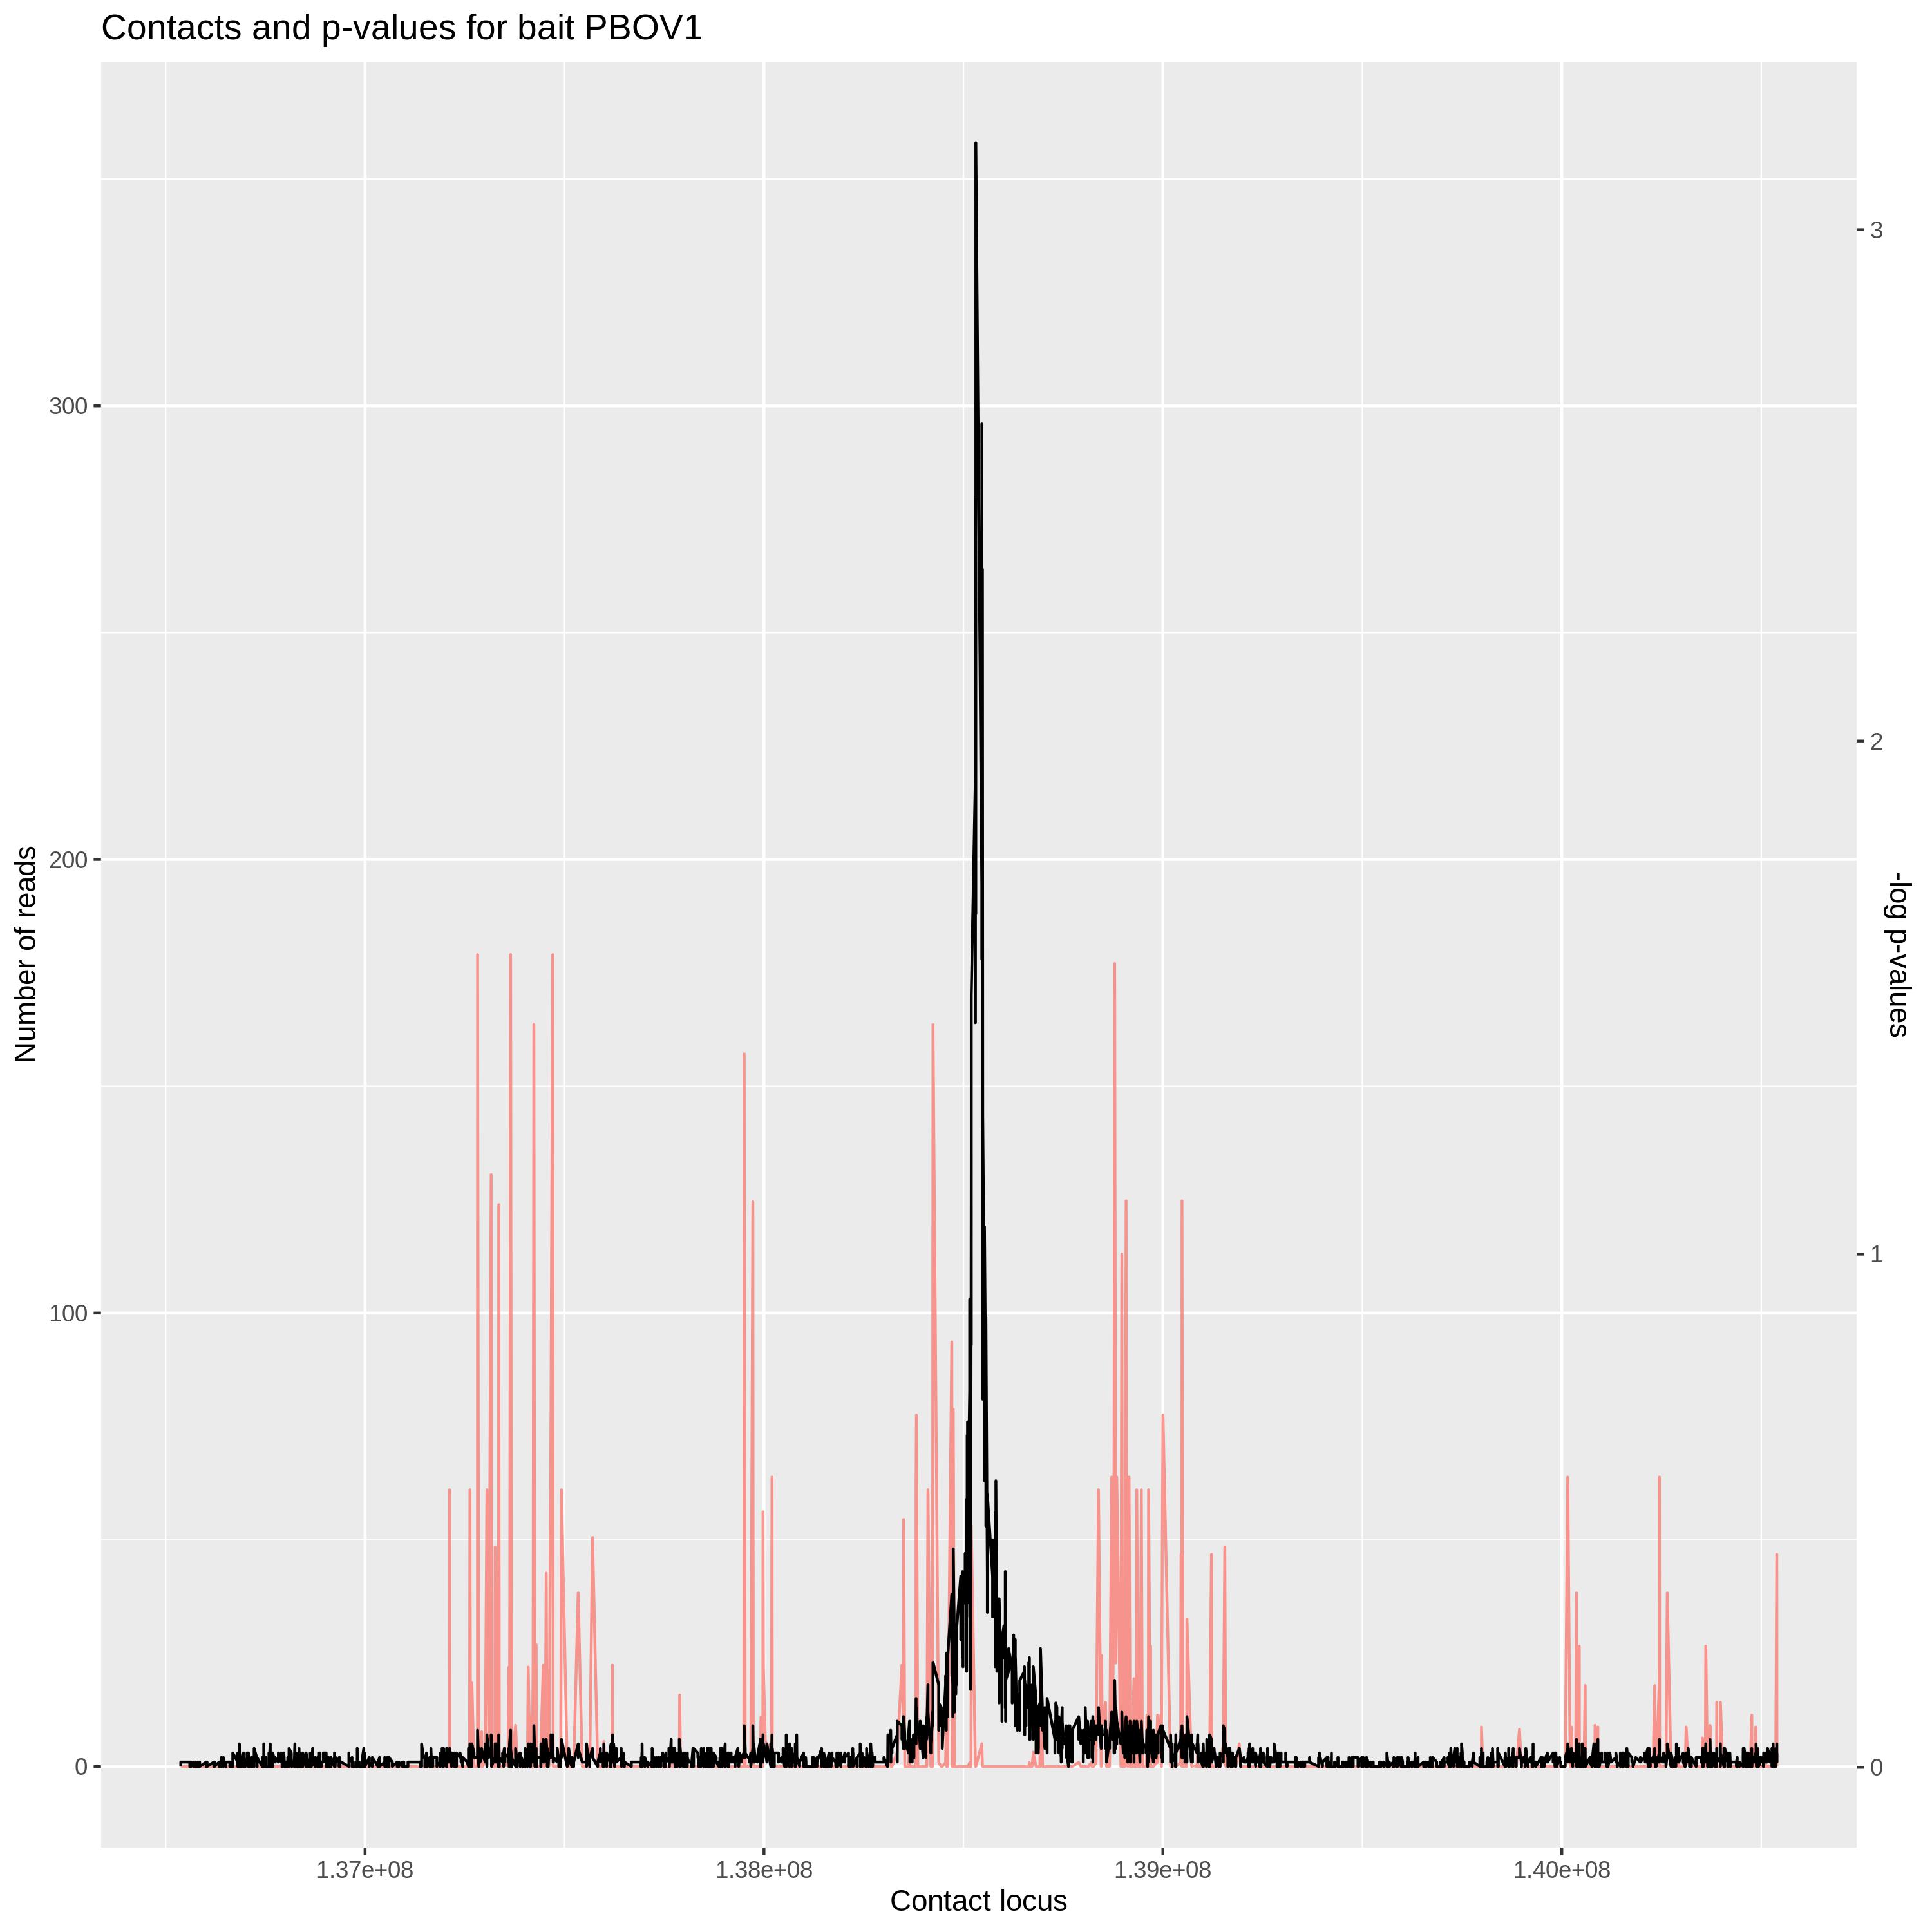 Contacts and p-values for bait PBOV1
Number of reads
300
200
100
0
3
2
1
0
-log p-values
1.37e+08
1.38e+08
1.39e+08
1.40e+08
Contact locus